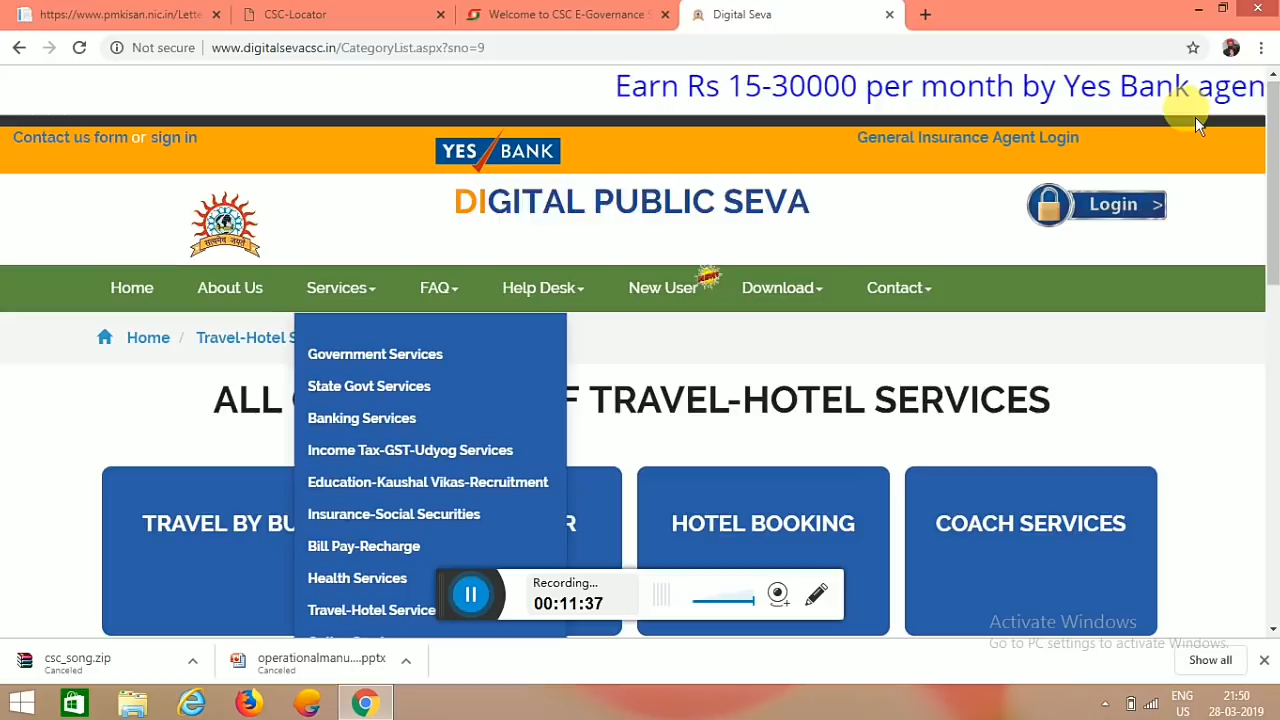 https://www.pmkisan.nic.in/Lette
CSC-Locator
Welcome to CSC E-Governance S
Digital Seva
Not secure
www.digitalsevacsc.in/CategoryList.aspx?sno=9
Earn Rs 15-30000 per month by Yes Bank agen
Contact us form or sign in
YES BANK
General Insurance Agent Login
DIGITAL PUBLIC SEVA
Login >
सत्यमेव जयते
Home
About Us
Services
FAQ
Help Desk
New User
Download
Contact
Home / Travel-Hotel S
Government Services
ALL
F TRAVEL-HOTEL SERVICES
State Govt Services
Banking Services
Income Tax-GST-Udyog Services
Education-Kaushal Vikas-Recruitment
Insurance-Social Securities
Bill Pay-Recharge
Health Services
Travel-Hotel Service
TRAVEL BY BU
R
HOTEL BOOKING
COACH SERVICES
Recording...
00:11:37
Activate Windows
Go to PC settings to activate Windows.
csc_song.zip
Canceled
operationalmanu....pptx
Canceled
Show all
ENG
US
21:50
28-03-2019